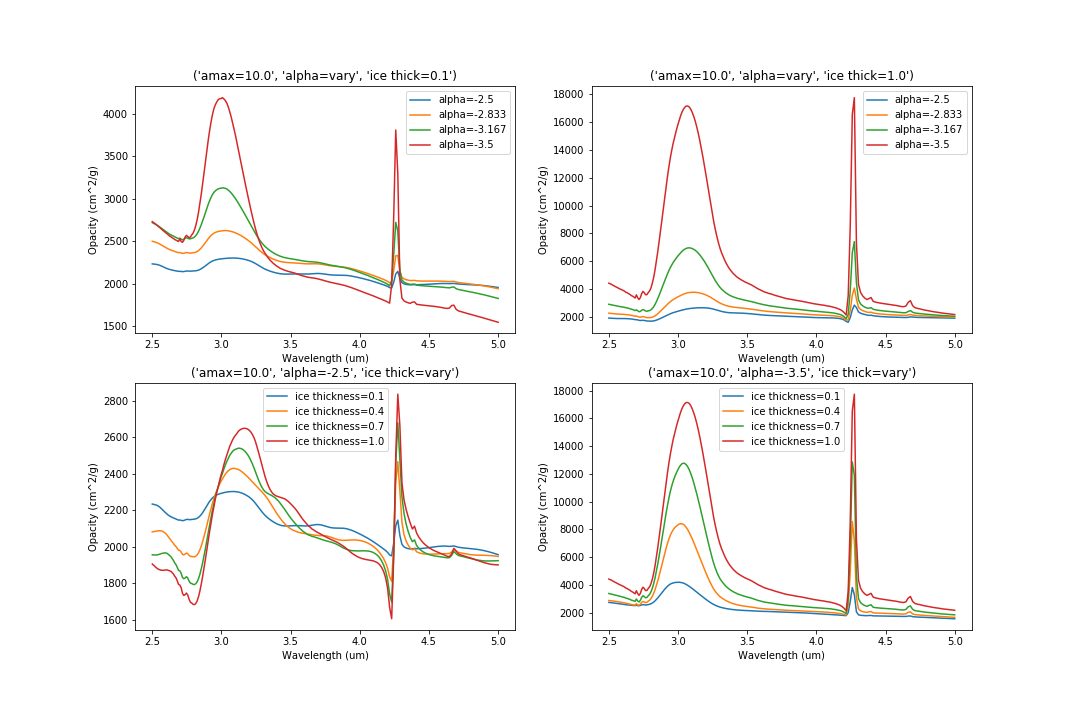 ('amax=10.0', 'alpha=vary', 'ice thick=0.1')
Opacity (cm^2/g)
4000
3500
3000
2500
2000
1500
alpha=-2.5
alpha=-2.833
alpha=-3.167
alpha=-3.5
2.5 3.0 3.5 4.0 4.5 5.0
Wavelength (um)
('amax=10.0', 'alpha=vary', 'ice thick=1.0')
Opacity (cm^2/g)
18000
16000
14000
12000
10000
8000
6000
4000
2000
alpha=-2.5
alpha=-2.833
alpha=-3.167
alpha=-3.5
2.5 3.0 3.5 4.0 4.5 5.0
Wavelength (um)
('amax=10.0', 'alpha=-2.5', 'ice thick=vary')
Opacity (cm^2/g)
2800
2600
2400
2200
2000
1800
1600
ice thickness=0.1
ice thickness=0.4
ice thickness=0.7
ice thickness=1.0
2.5 3.0 3.5 4.0 4.5 5.0
Wavelength (um)
('amax=10.0', 'alpha=-3.5', 'ice thick=vary')
Opacity (cm^2/g)
18000
16000
14000
12000
10000
8000
6000
4000
2000
ice thickness=0.1
ice thickness=0.4
ice thickness=0.7
ice thickness=1.0
2.5 3.0 3.5 4.0 4.5 5.0
Wavelength (um)